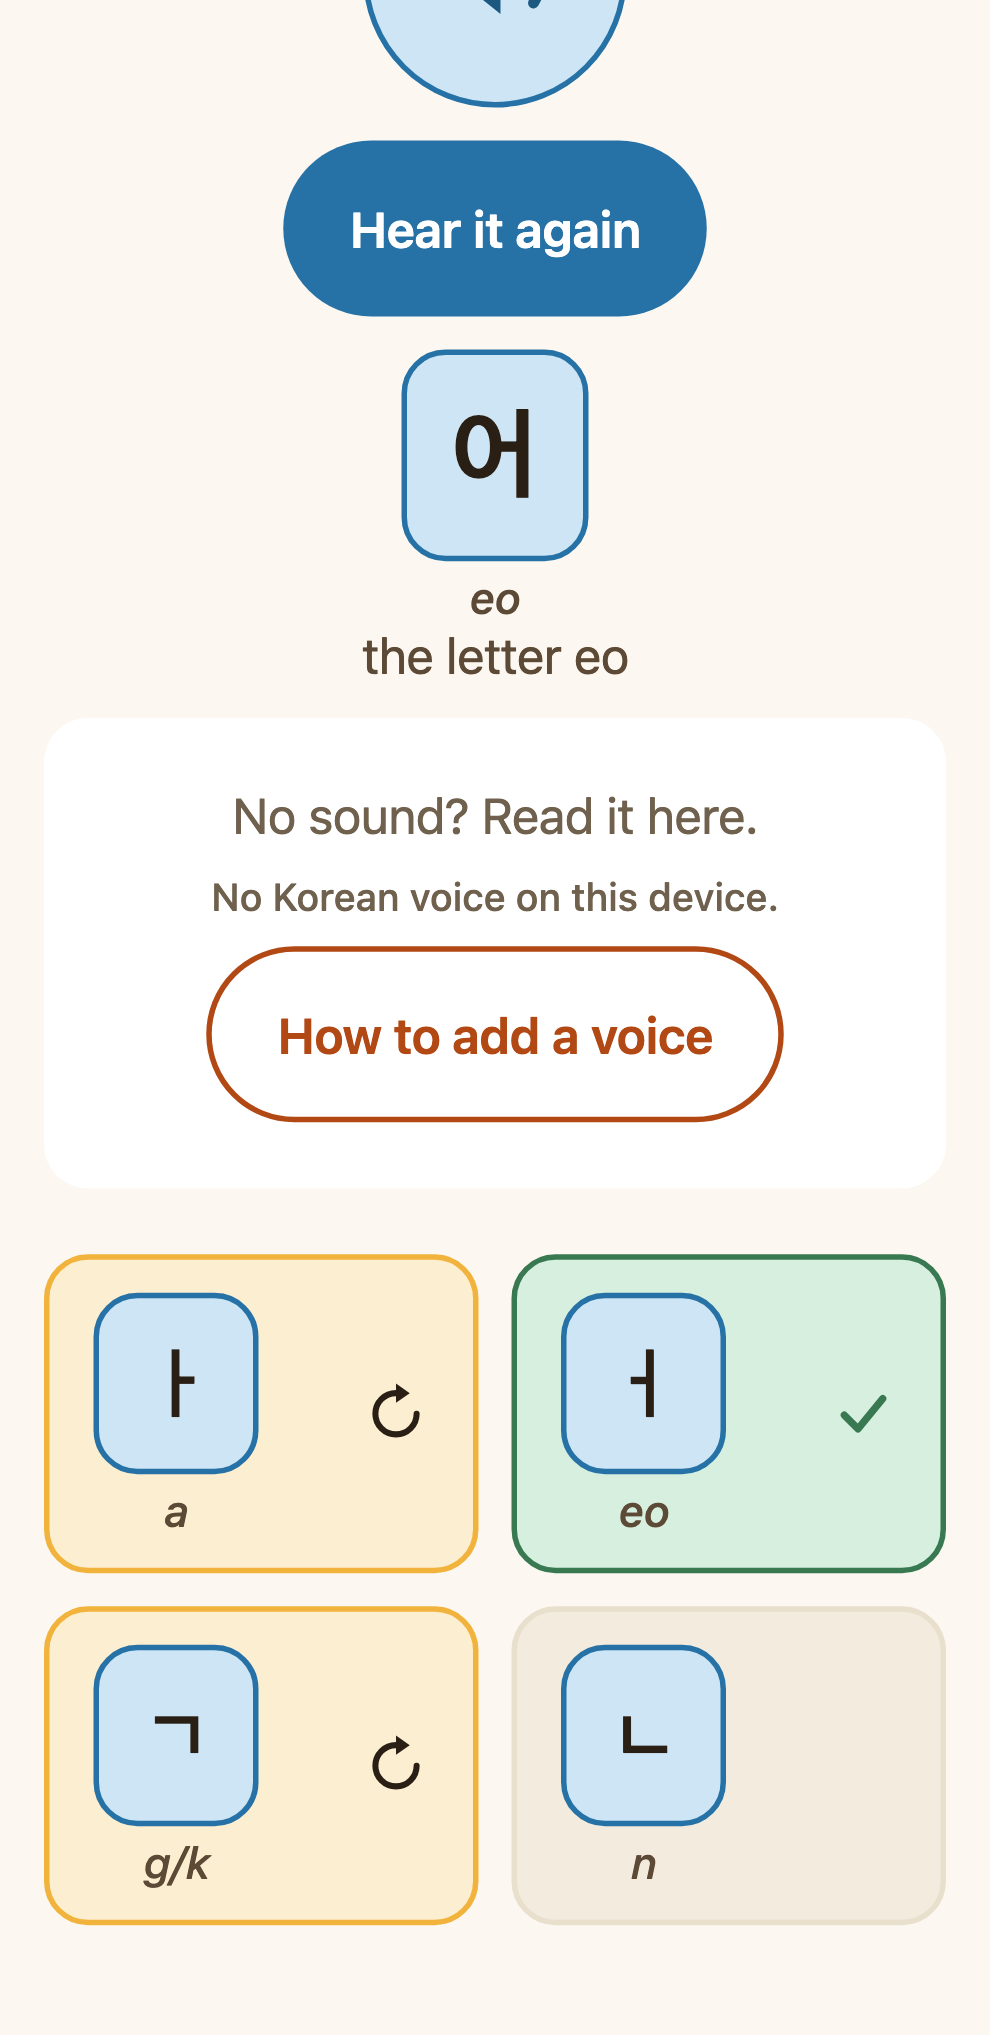 Hear it again
어
eo
the letter eo
No sound? Read it here.
No Korean voice on this device.
How to add a voice
ㅏ
a
ㅓ
eo
ㄱ
g/k
ㄴ
n